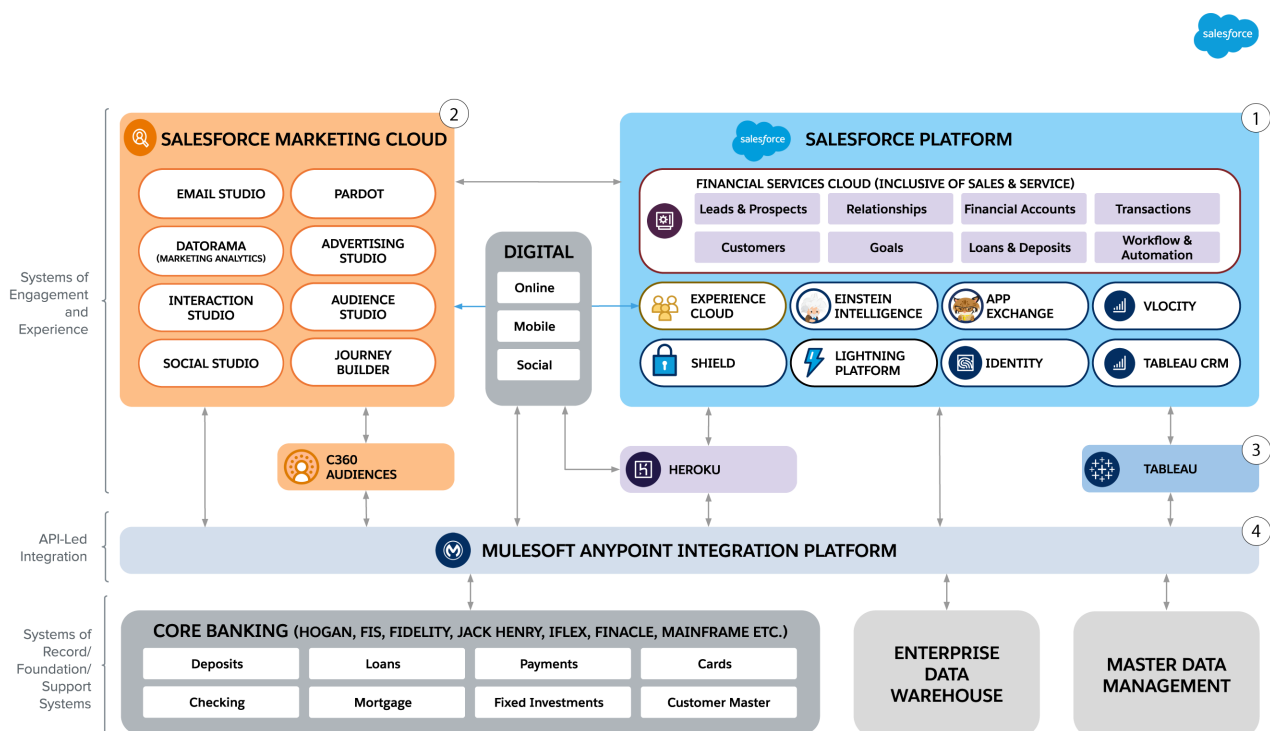 salesforce
2
1
SALESFORCE MARKETING CLOUD
salesforce
SALESFORCE PLATFORM
EMAIL STUDIO
PARDOT
DATORAMA
(MARKETING ANALYTICS)
ADVERTISING
STUDIO
INTERACTION
STUDIO
AUDIENCE
STUDIO
SOCIAL STUDIO
JOURNEY
BUILDER
FINANCIAL SERVICES CLOUD (INCLUSIVE OF SALES & SERVICE)
Leads & Prospects
Relationships
Financial Accounts
Transactions
Customers
Goals
Loans & Deposits
Workflow &
Automation
DIGITAL
Online
Mobile
Social
EXPERIENCE
CLOUD
EINSTEIN
INTELLIGENCE
APP
EXCHANGE
VLOCITY
SHIELD
LIGHTNING
PLATFORM
IDENTITY
TABLEAU CRM
Systems of
Engagement
and
Experience
C360
AUDIENCES
HEROKU
3
TABLEAU
API-Led
Integration
4
MULESOFT ANYPOINT INTEGRATION PLATFORM
Systems of
Record/
Foundation/
Support
Systems
CORE BANKING (HOGAN, FIS, FIDELITY, JACK HENRY, IFLEX, FINACLE, MAINFRAME ETC.)
Deposits
Loans
Payments
Cards
Checking
Mortgage
Fixed Investments
Customer Master
ENTERPRISE
DATA
WAREHOUSE
MASTER DATA
MANAGEMENT